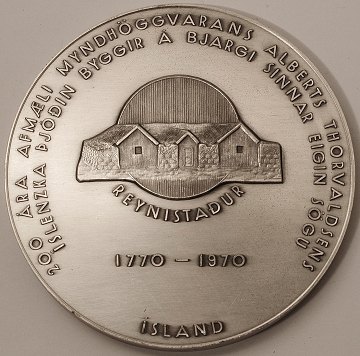 200 ÁRA AFMÆLI MYNDHÖGGVARANS ALBERTS THORVALDSENS
ÍSLENZKA ÞJÓÐIN BYGGIR Á BJARGI SINNAR EIGIN SÖGU
REYNISTAÐUR
1770 – 1970
ÍSLAND